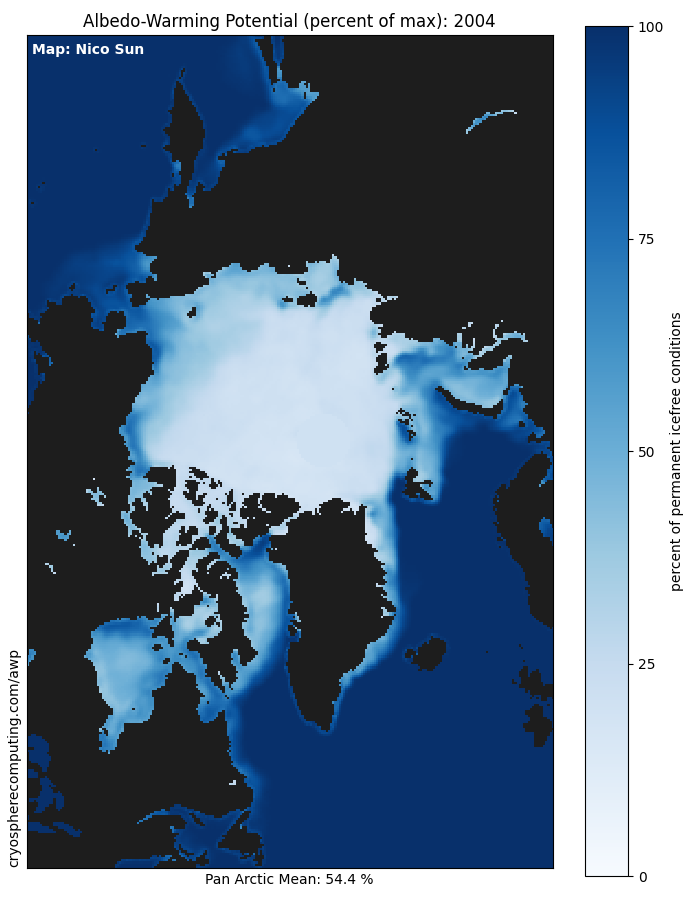 Albedo-Warming Potential (percent of max): 2004
Map: Nico Sun
100
75
50
25
0
percent of permanent icefree conditions
cryospherecomputing.com/awp
Pan Arctic Mean: 54.4 %